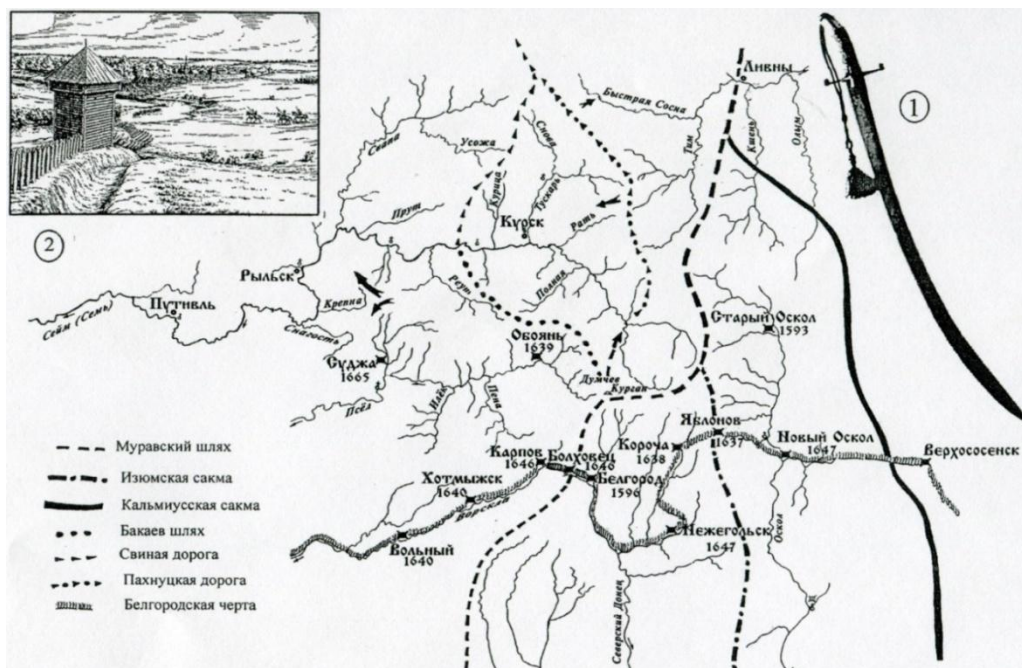 2
1
Ливны
Быстрая Сосна
Свапа
Усожа
Снова
Тим
Кшень
Олым
Курица
Тускарь
Прут
Курск
Рать
Рыльск
Реут
Полная
Путивль
Крепна
Сейм (Семь)
Снагость
Старый Оскол
1593
Обоянь
1639
Суджа
1665
Думчев
Курган
Псёл
Илёк
Пена
Яблонов
1637
Карпов
1646
Болховец
1646
Короча
1638
Новый Оскол
1647
Верхососенск
Белгород
1596
Хотмыжск
1640
Ворскла
Нежегольск
1647
Оскол
Вольный
1640
Северский Донец
Муравский шлях
Изюмская сакма
Кальмиусская сакма
Бакаев шлях
Свиная дорога
Пахнуцкая дорога
Белгородская черта